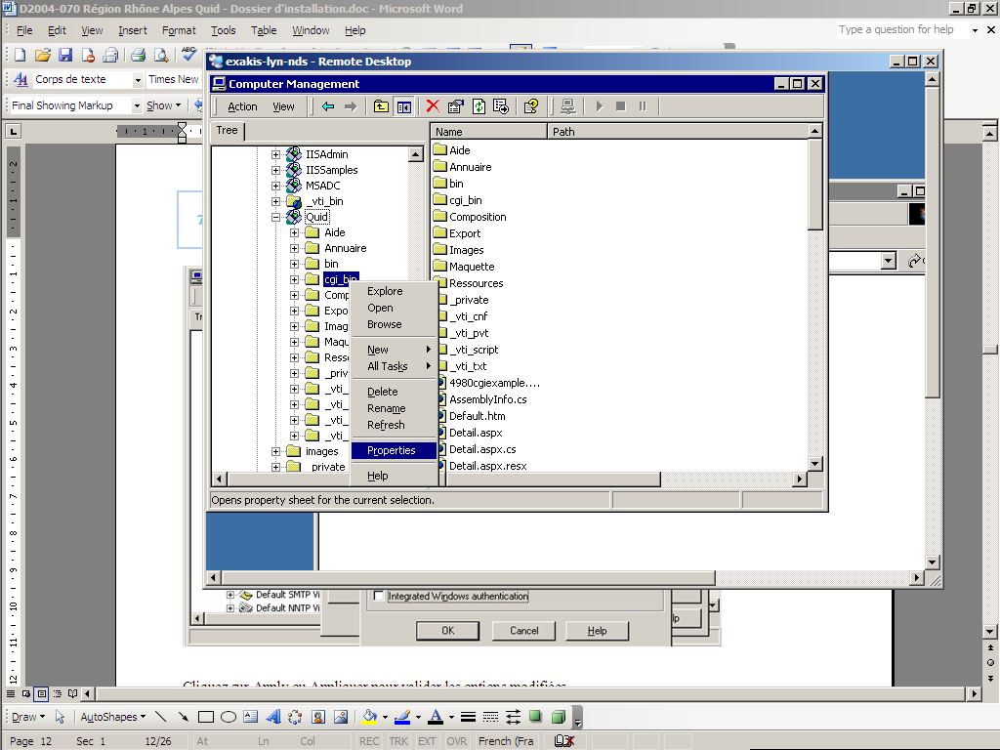 D2004-070 Région Rhône Alpes Quid - Dossier d'installation.doc - Microsoft Word
File Edit View Insert Format Tools Table Window Help
Type a question for help
Corps de texte
Times New
Final Showing Markup
Show
exakis-lyn-nds - Remote Desktop
Computer Management
Action View
Tree
Name
Path
IISAdmin
IISSamples
MSADC
_vti_bin
Quid
Aide
Annuaire
bin
cgi_bin
Comp
Expo
Imag
Maqu
Resso
_priv
_vti_
_vti_
_vti_
_vti_
images
_private
Explore
Open
Browse
New
All Tasks
Delete
Rename
Refresh
Properties
Help
Aide
Annuaire
bin
cgi_bin
Composition
Export
Images
Maquette
Ressources
_private
_vti_cnf
_vti_pvt
_vti_script
_vti_txt
4980cgiexample....
AssemblyInfo.cs
Default.htm
Detail.aspx
Detail.aspx.cs
Detail.aspx.resx
Opens property sheet for the current selection.
Default SMTP Vi
Default NNTP Vi
Integrated Windows authentication
OK Cancel Help
lp
Cliquez sur Apply ou Appliquer pour valider les options modifiées
Draw AutoShapes
Page 12 Sec 1 12/26 At Ln Col REC TRK EXT OVR French (Fra